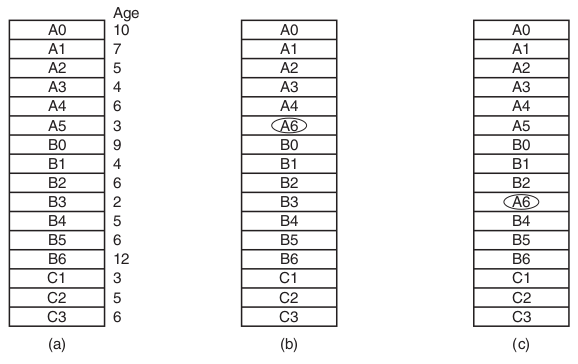 Age
A0 10 A0 A0
A1 7 A1 A1
A2 5 A2 A2
A3 4 A3 A3
A4 6 A4 A4
A5 3 A6 A5
B0 9 B0 B0
B1 4 B1 B1
B2 6 B2 B2
B3 2 B3 A6
B4 5 B4 B4
B5 6 B5 B5
B6 12 B6 B6
C1 3 C1 C1
C2 5 C2 C2
C3 6 C3 C3
(a) (b) (c)